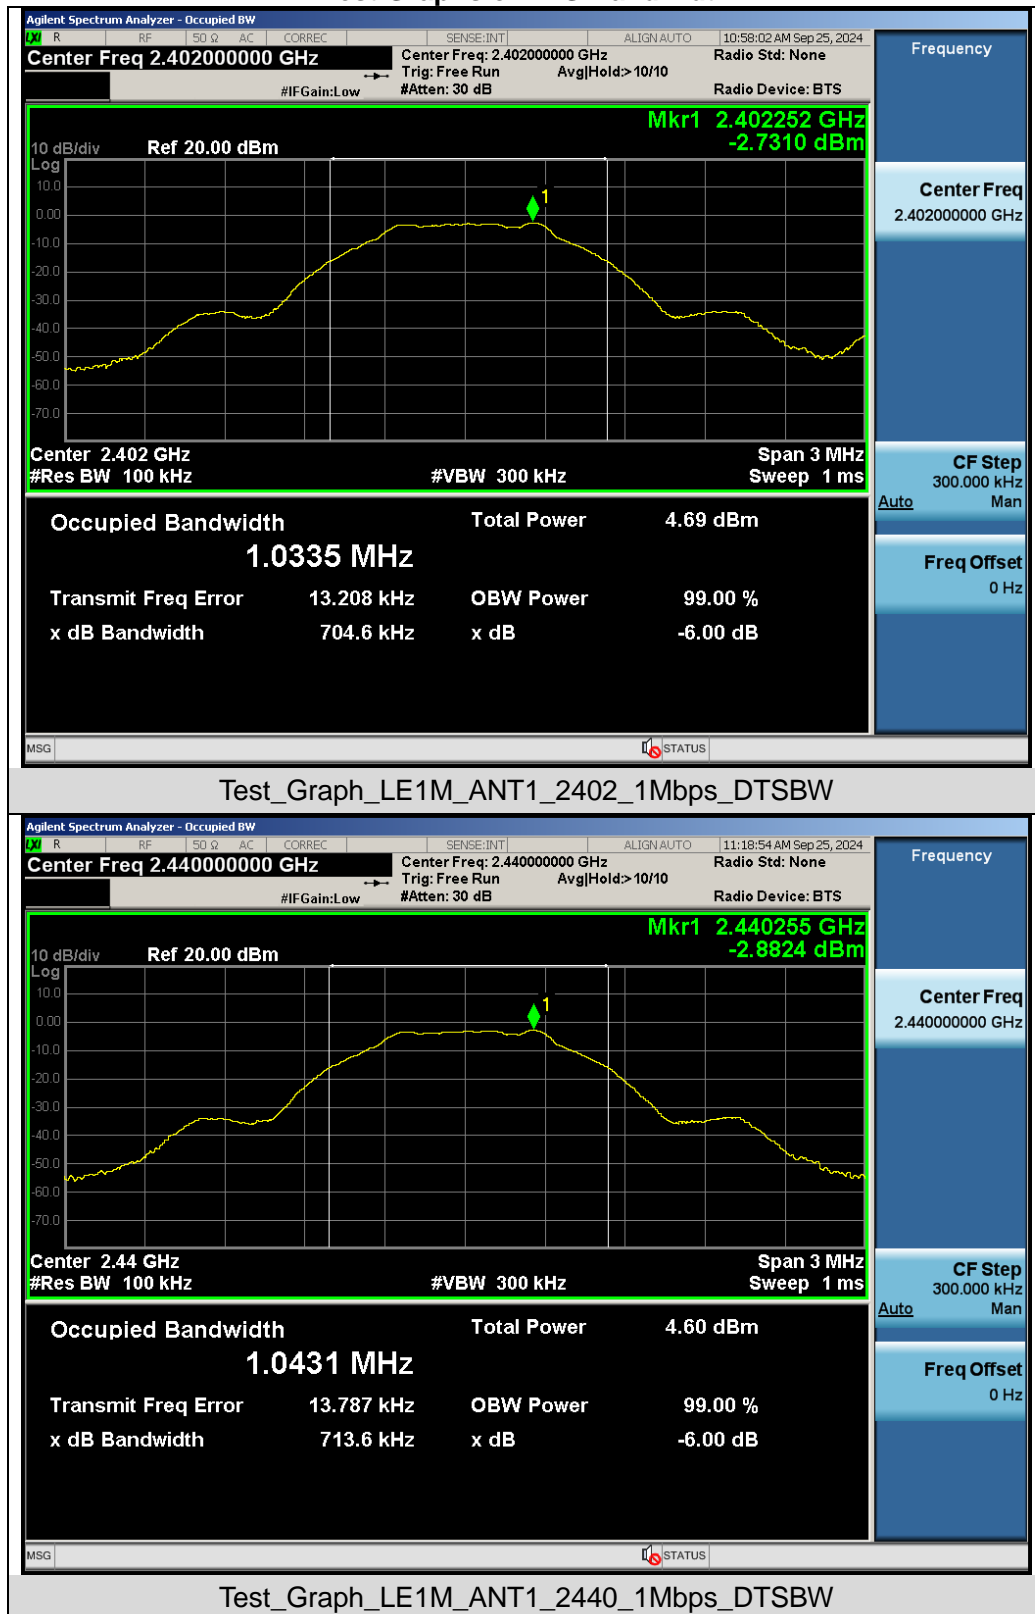 Agilent Spectrum Analyzer - Occupied BW
LXI R RF 50 Ω AC CORREC SENSE:INT ALIGN AUTO 10:58:02 AM Sep 25, 2024
Center Freq 2.402000000 GHz
Center Freq: 2.402000000 GHz
Radio Std: None
Trig: Free Run Avg|Hold:>10/10
#IFGain:Low #Atten: 30 dB Radio Device: BTS
Frequency
Mkr1 2.402252 GHz
-2.7310 dBm
10 dB/div Ref 20.00 dBm
Log
10.0
0.00
-10.0
-20.0
-30.0
-40.0
-50.0
-60.0
-70.0
1
Center 2.402 GHz Span 3 MHz
#Res BW 100 kHz #VBW 300 kHz Sweep 1 ms
Center Freq
2.402000000 GHz
CF Step
300.000 kHz
Auto Man
Freq Offset
0 Hz
Occupied Bandwidth Total Power 4.69 dBm
1.0335 MHz
Transmit Freq Error 13.208 kHz OBW Power 99.00 %
x dB Bandwidth 704.6 kHz x dB -6.00 dB
MSG STATUS
Test_Graph_LE1M_ANT1_2402_1Mbps_DTSBW
Agilent Spectrum Analyzer - Occupied BW
LXI R RF 50 Ω AC CORREC SENSE:INT ALIGN AUTO 11:18:54 AM Sep 25, 2024
Center Freq 2.440000000 GHz
Center Freq: 2.440000000 GHz
Radio Std: None
Trig: Free Run Avg|Hold:>10/10
#IFGain:Low #Atten: 30 dB Radio Device: BTS
Frequency
Mkr1 2.440255 GHz
-2.8824 dBm
10 dB/div Ref 20.00 dBm
Log
10.0
0.00
-10.0
-20.0
-30.0
-40.0
-50.0
-60.0
-70.0
1
Center 2.44 GHz Span 3 MHz
#Res BW 100 kHz #VBW 300 kHz Sweep 1 ms
Center Freq
2.440000000 GHz
CF Step
300.000 kHz
Auto Man
Freq Offset
0 Hz
Occupied Bandwidth Total Power 4.60 dBm
1.0431 MHz
Transmit Freq Error 13.787 kHz OBW Power 99.00 %
x dB Bandwidth 713.6 kHz x dB -6.00 dB
MSG STATUS
Test_Graph_LE1M_ANT1_2440_1Mbps_DTSBW